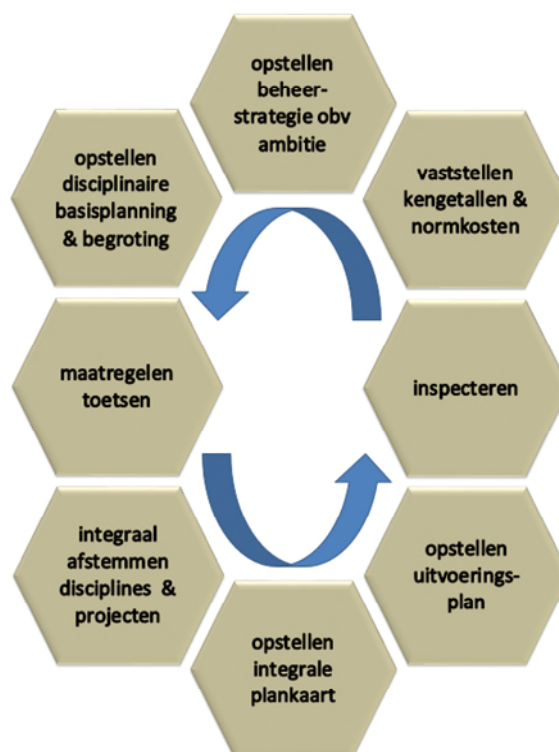 opstellen
beheer-
strategie obv
ambitie
opstellen
disciplinaire
basisplanning
& begroting
vaststellen
kengetallen &
normkosten
maatregelen
toetsen
inspecteren
integraal
afstemmen
disciplines &
projecten
opstellen
uitvoerings-
plan
opstellen
integrale
plankaart